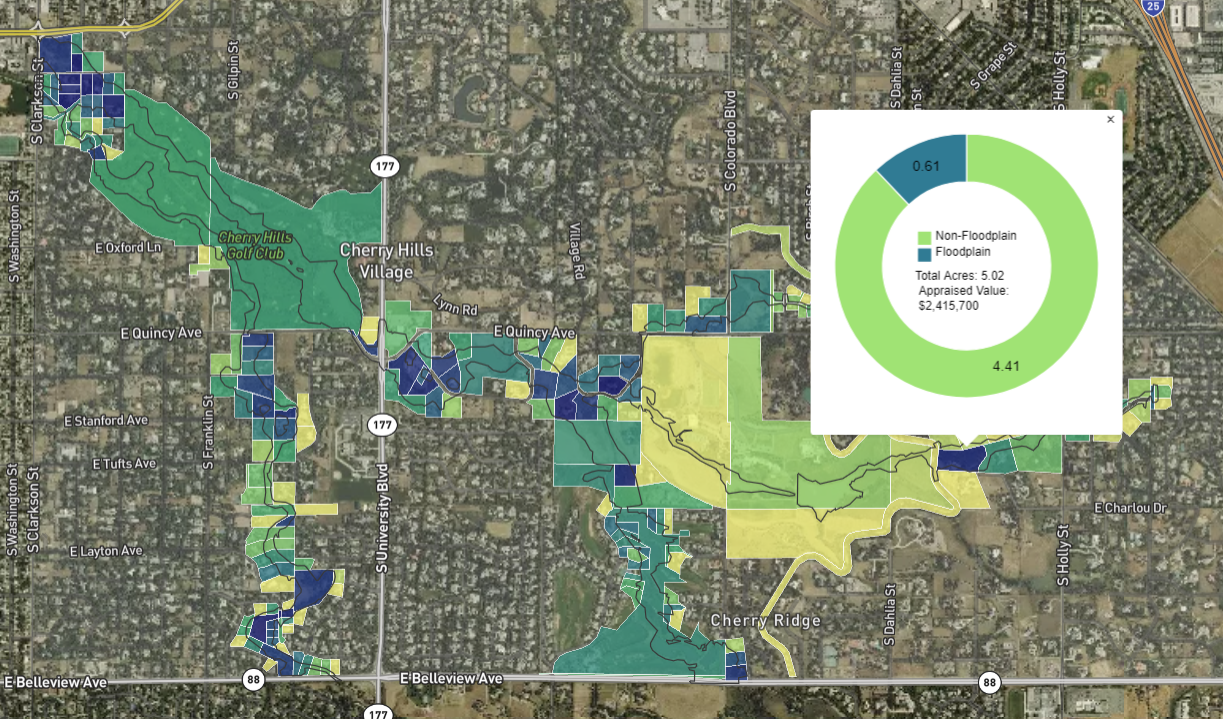 25
S Gilpin St
S Clarkson St
S Dahlia St
S Grape St
S Holly St
S Colorado Blvd
177
×
0.61
Non-Floodplain
Floodplain
Total Acres: 5.02
Appraised Value:
$2,415,700
4.41
S Washington St
E Oxford Ln
Cherry Hills
Golf Club
Cherry Hills
Village
Village Rd
Lynn Rd
E Quincy Ave
E Quincy Ave
E Stanford Ave
S Franklin St
177
E Tufts Ave
S Washington St
S Clarkson St
S University Blvd
E Charlou Dr
E Layton Ave
S Holly St
S Dahlia St
Cherry Ridge
E Belleview Ave
88
E Belleview Ave
88
177